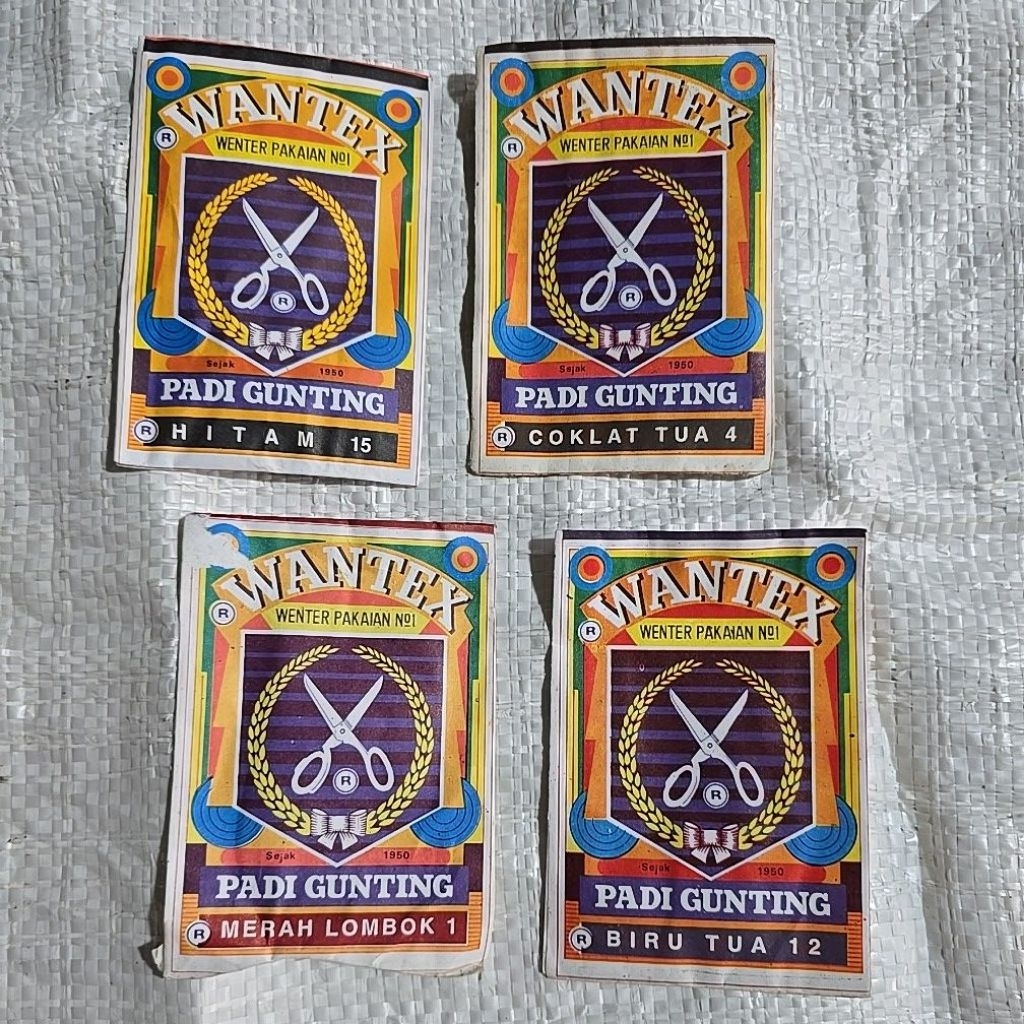 WANTEX
®
WENTER PAKAIAN №1
®
Sejak 1950
PADI GUNTING
® HITAM 15
WANTEX
®
WENTER PAKAIAN №1
®
Sejak 1950
PADI GUNTING
® COKLAT TUA 4
WANTEX
®
WENTER PAKAIAN №1
®
Sejak 1950
PADI GUNTING
® MERAH LOMBOK 1
WANTEX
®
WENTER PAKAIAN №1
®
Sejak 1950
PADI GUNTING
® BIRU TUA 12